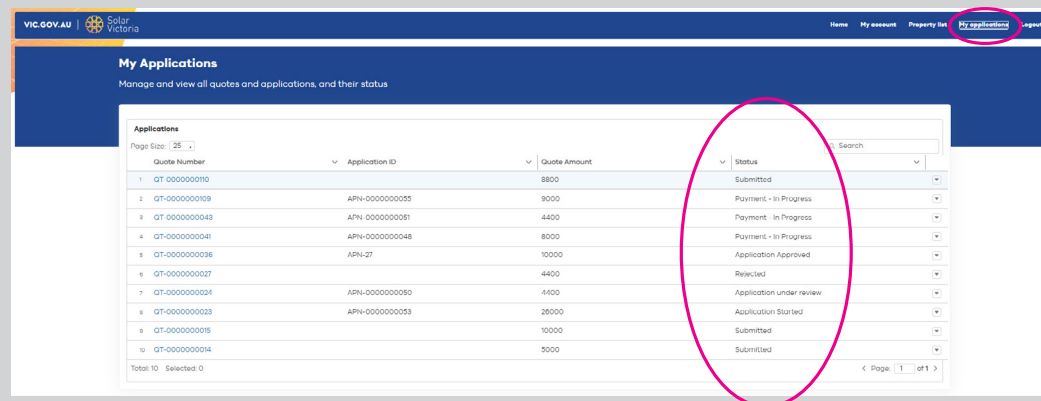 VIC.GOV.AU | Solar Victoria
Home My account Property list My applications Logout
My Applications
Manage and view all quotes and applications, and their status
Applications
Page Size: 25
Search
Quote Number Application ID Quote Amount Status
1 QT-0000000110 8800 Submitted
2 QT-0000000109 APN-0000000055 9000 Payment - In Progress
3 QT-0000000043 APN-0000000051 4400 Payment - In Progress
4 QT-0000000041 APN-0000000048 8000 Payment - In Progress
5 QT-0000000036 APN-27 10000 Application Approved
6 QT-0000000027 4400 Rejected
7 QT-0000000024 APN-0000000050 4400 Application under review
8 QT-0000000023 APN-0000000053 26000 Application Started
9 QT-0000000015 10000 Submitted
10 QT-0000000014 5000 Submitted
Total: 10 Selected: 0
< Page: 1 of 1 >